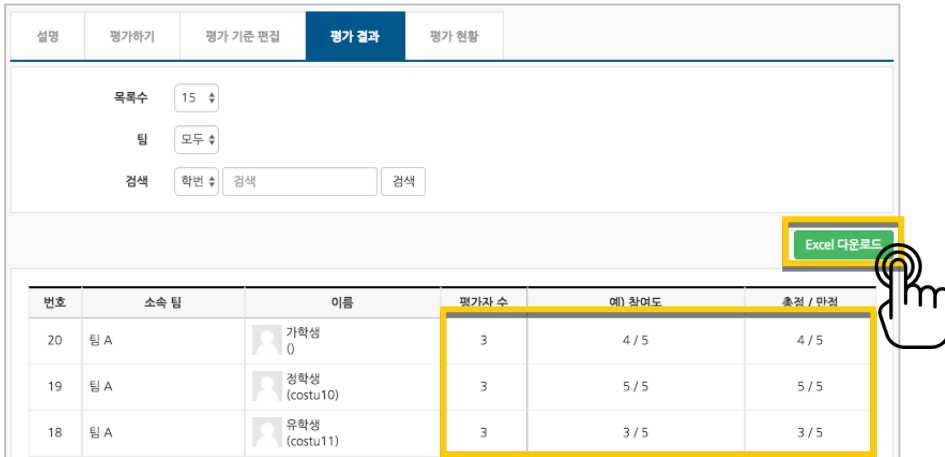 설명 평가하기 평가 기준 편집 평가 결과 평가 현황
목록수 15
팀 모두
검색 학번 검색 검색
Excel 다운로드
번호 소속 팀 이름 평가자 수 예) 참여도 총점 / 만점
20 팀 A 가학생 3 4 / 5 4 / 5
()
19 팀 A 정학생 3 5 / 5 5 / 5
(costu10)
18 팀 A 유학생 3 3 / 5 3 / 5
(costu11)